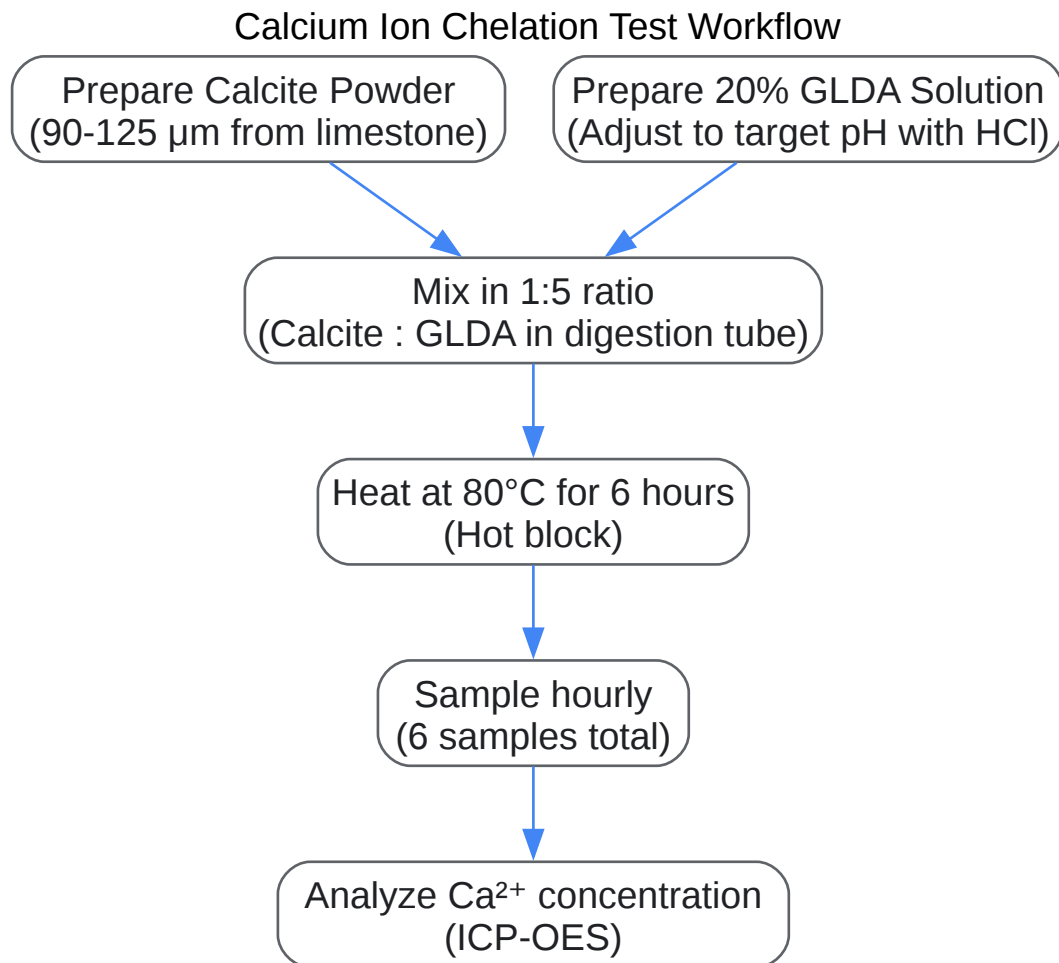 Calcium Ion Chelation Test Workflow
Prepare Calcite Powder
(90-125 μm from limestone)
Prepare 20% GLDA Solution
(Adjust to target pH with HCl)
Mix in 1:5 ratio
(Calcite : GLDA in digestion tube)
Heat at 80°C for 6 hours
(Hot block)
Sample hourly
(6 samples total)
Analyze Ca²⁺ concentration
(ICP-OES)